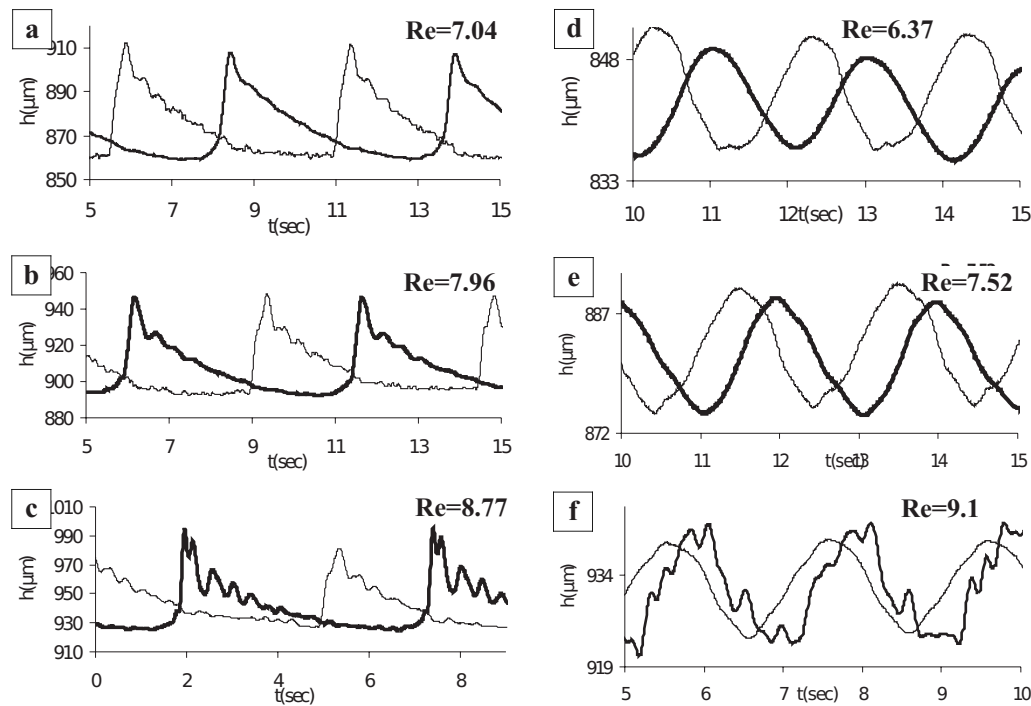 a
Re=7.04
910
890
870
850
h(µm)
5 7 9 11 13 15
t(sec)
b
Re=7.96
960
940
920
900
880
h(µm)
5 7 9 11 13 15
t(sec)
c
Re=8.77
010
990
970
950
930
910
h(µm)
0 2 4 6 8
t(sec)
d
Re=6.37
848
833
h(µm)
10 11 12 t(sec) 13 14 15
e
Re=7.52
887
872
h(µm)
10 11 12 t(sec) 13 14 15
f
Re=9.1
934
919
h(µm)
5 6 7 t(sec) 8 9 10